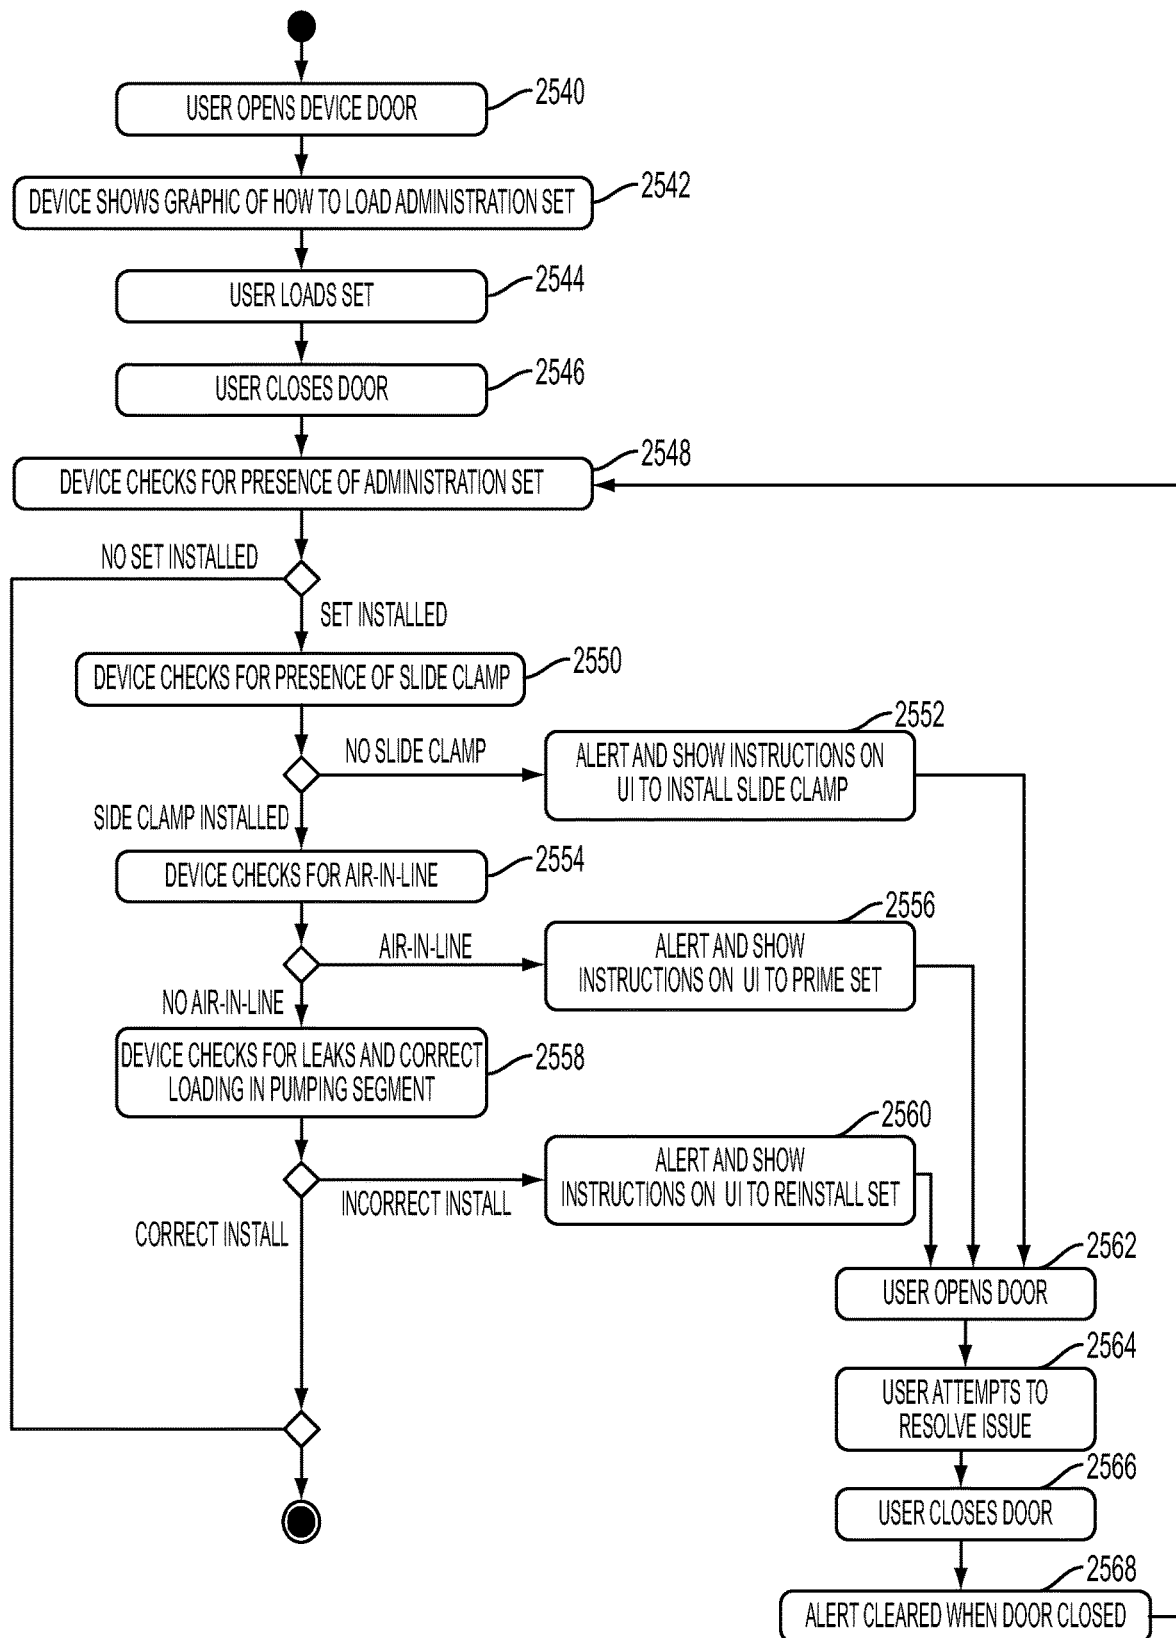 USER OPENS DEVICE DOOR
2540
DEVICE SHOWS GRAPHIC OF HOW TO LOAD ADMINISTRATION SET
2542
USER LOADS SET
2544
USER CLOSES DOOR
2546
DEVICE CHECKS FOR PRESENCE OF ADMINISTRATION SET
2548
NO SET INSTALLED
SET INSTALLED
DEVICE CHECKS FOR PRESENCE OF SLIDE CLAMP
2550
NO SLIDE CLAMP
ALERT AND SHOW INSTRUCTIONS ON
UI TO INSTALL SLIDE CLAMP
2552
SIDE CLAMP INSTALLED
DEVICE CHECKS FOR AIR-IN-LINE
2554
AIR-IN-LINE
ALERT AND SHOW
INSTRUCTIONS ON UI TO PRIME SET
2556
NO AIR-IN-LINE
DEVICE CHECKS FOR LEAKS AND CORRECT
LOADING IN PUMPING SEGMENT
2558
INCORRECT INSTALL
ALERT AND SHOW
INSTRUCTIONS ON UI TO REINSTALL SET
2560
CORRECT INSTALL
USER OPENS DOOR
2562
USER ATTEMPTS TO
RESOLVE ISSUE
2564
USER CLOSES DOOR
2566
ALERT CLEARED WHEN DOOR CLOSED
2568